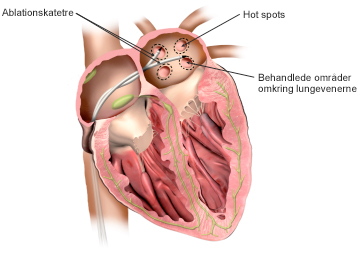 Ablationskatetre
Hot spots
Behandlede områder
omkring lungevenerne